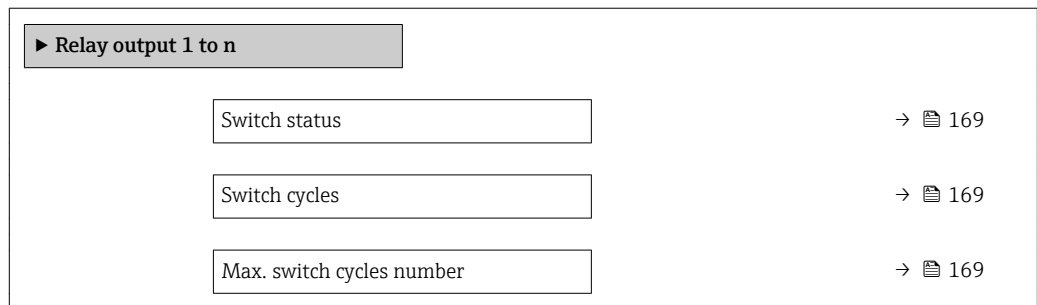 ▶ Relay output 1 to n
Switch status → 169
Switch cycles → 169
Max. switch cycles number → 169